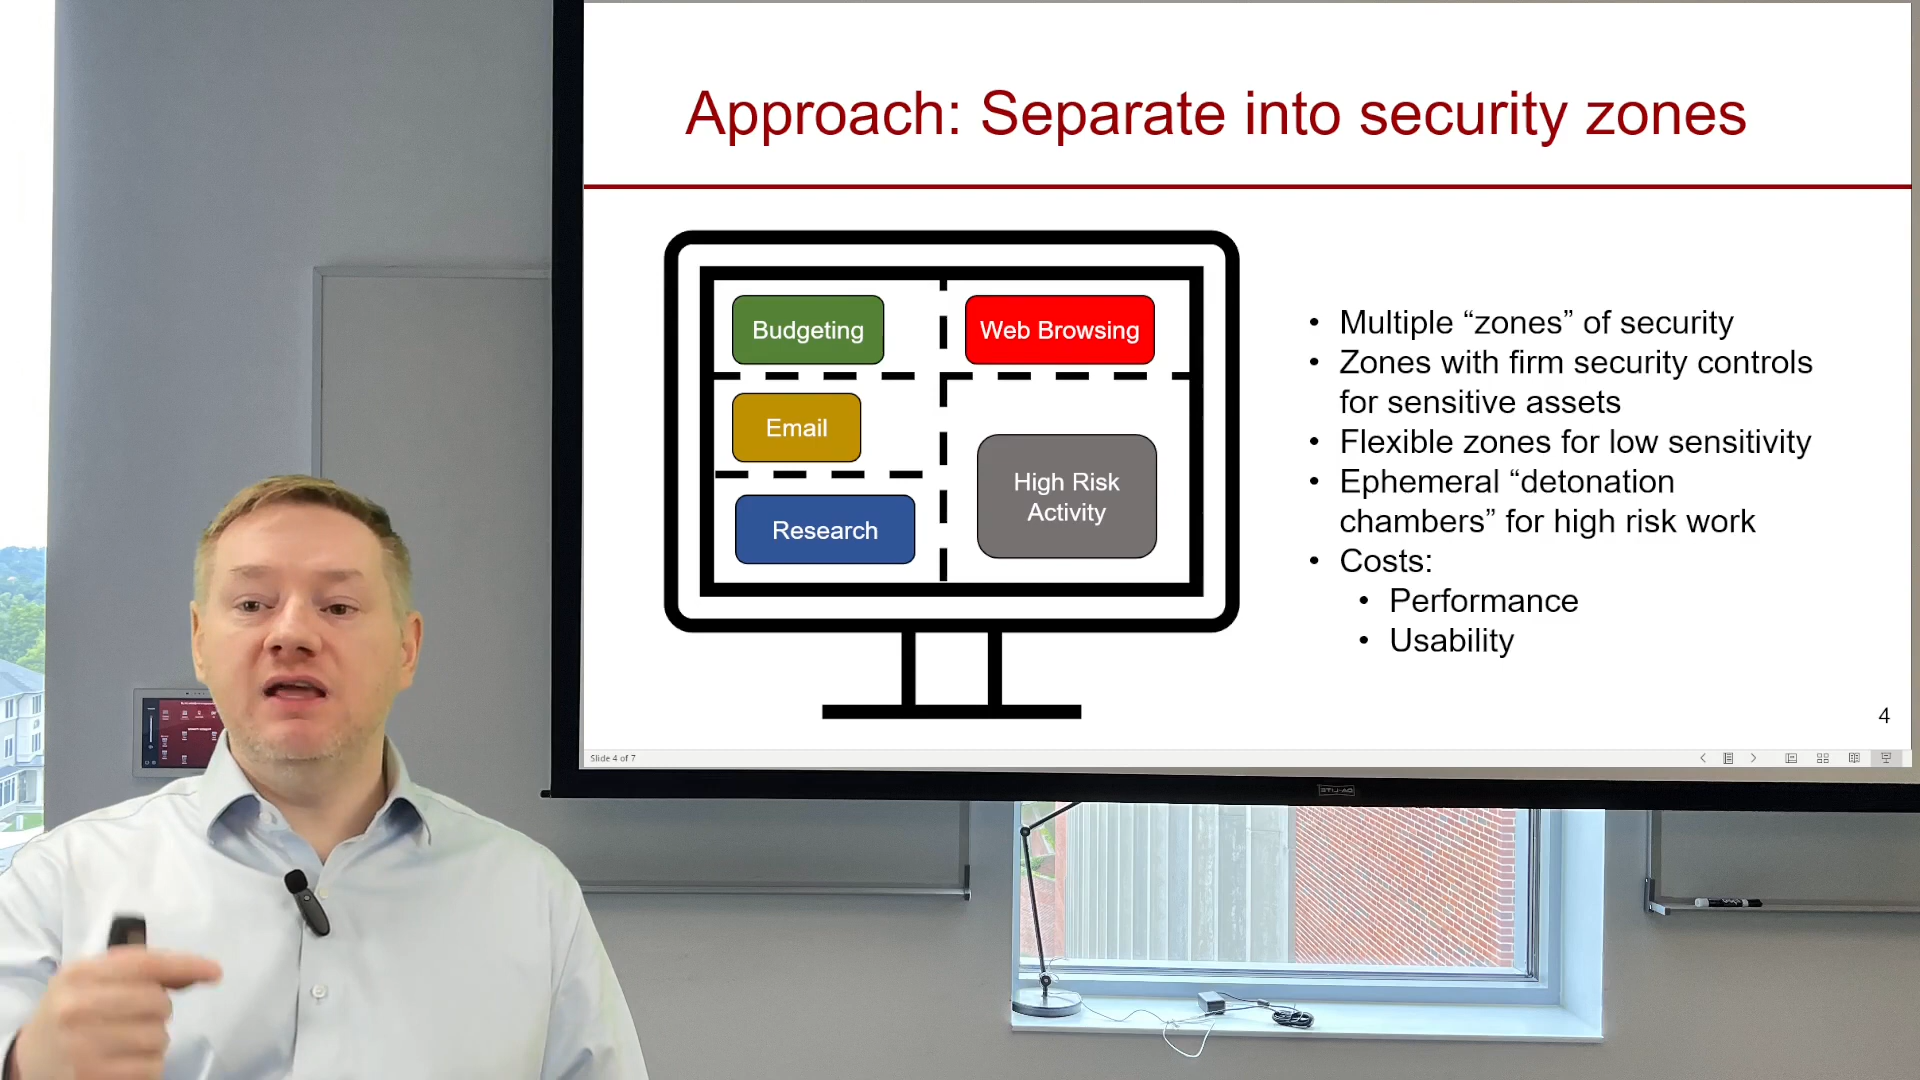 Approach: Separate into security zones
Budgeting
Web Browsing
Email
High Risk
Activity
Research
• Multiple “zones” of security
• Zones with firm security controls
for sensitive assets
• Flexible zones for low sensitivity
• Ephemeral “detonation
chambers” for high risk work
• Costs:
• Performance
• Usability
4
Slide 4 of 7
DA-LITE